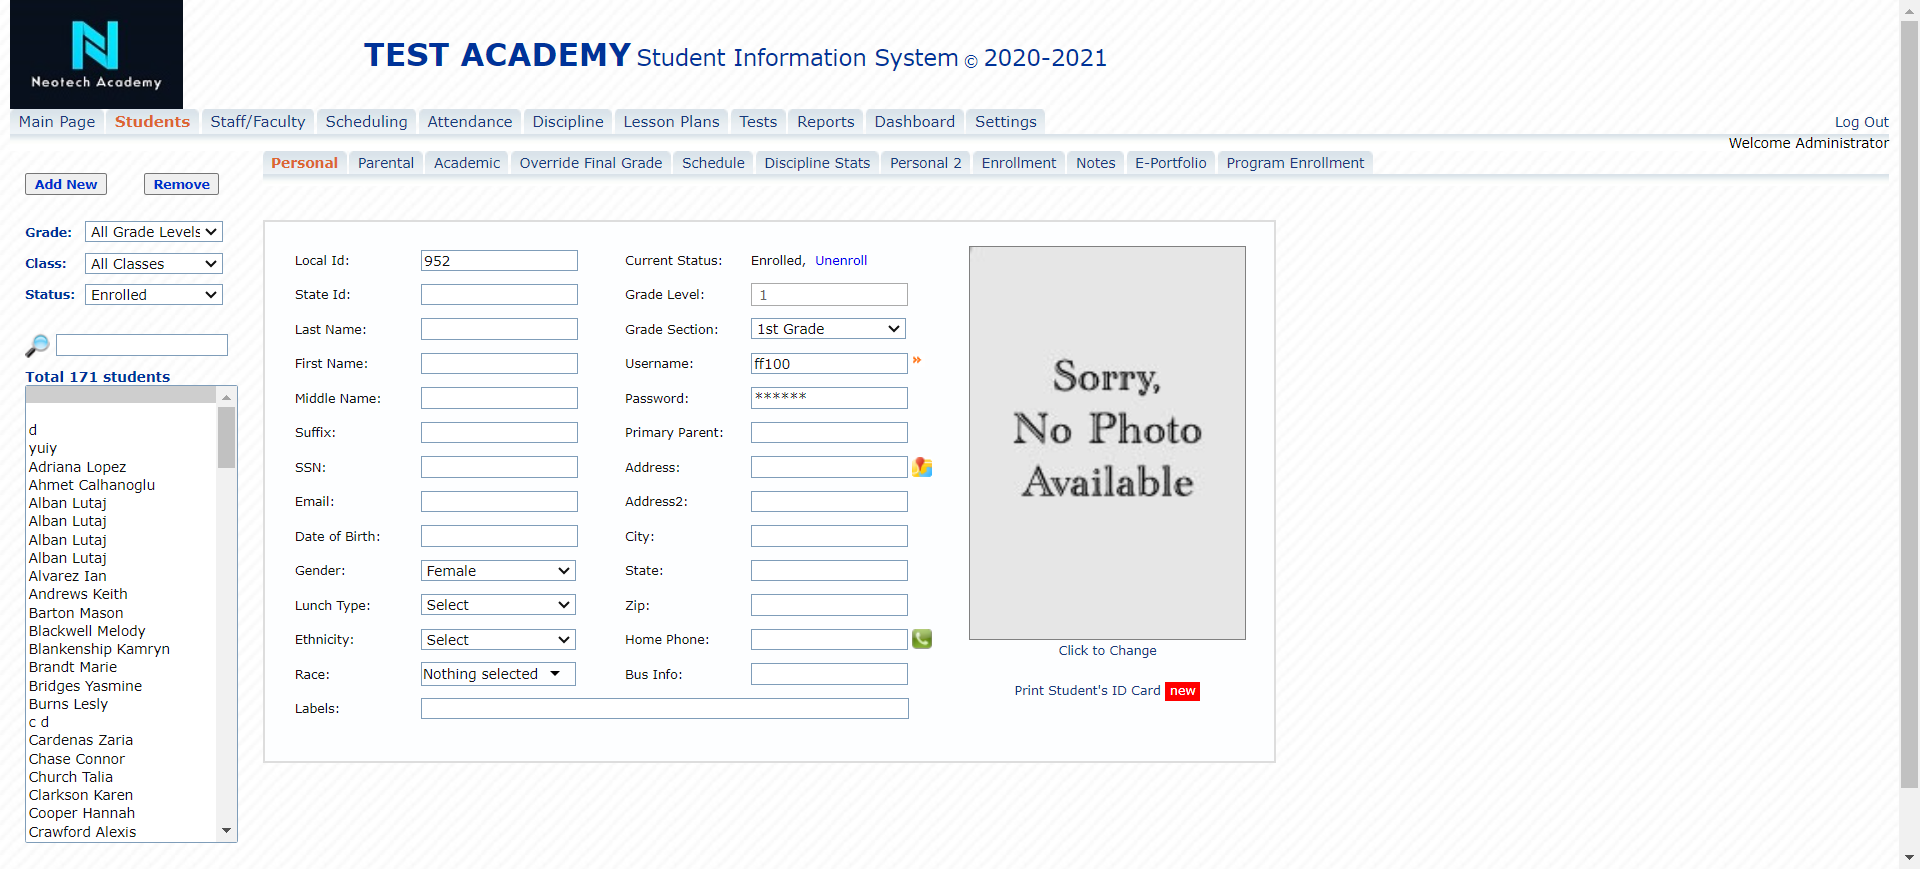 Neotech Academy
TEST ACADEMY Student Information System © 2020-2021
Main Page Students Staff/Faculty Scheduling Attendance Discipline Lesson Plans Tests Reports Dashboard Settings Log Out
Welcome Administrator
Personal Parental Academic Override Final Grade Schedule Discipline Stats Personal 2 Enrollment Notes E-Portfolio Program Enrollment
Add New Remove
Grade: All Grade Levels
Class: All Classes
Status: Enrolled
Total 171 students
d
yuiy
Adriana Lopez
Ahmet Calhanoglu
Alban Lutaj
Alban Lutaj
Alban Lutaj
Alban Lutaj
Alvarez Ian
Andrews Keith
Barton Mason
Blackwell Melody
Blankenship Kamryn
Brandt Marie
Bridges Yasmine
Burns Lesly
c d
Cardenas Zaria
Chase Connor
Church Talia
Clarkson Karen
Cooper Hannah
Crawford Alexis
Local Id: 952
State Id:
Last Name:
First Name:
Middle Name:
Suffix:
SSN:
Email:
Date of Birth:
Gender: Female
Lunch Type: Select
Ethnicity: Select
Race: Nothing selected
Labels:
Current Status: Enrolled, Unenroll
Grade Level: 1
Grade Section: 1st Grade
Username: ff100 »
Password: ******
Primary Parent:
Address:
Address2:
City:
State:
Zip:
Home Phone:
Bus Info:
Sorry,
No Photo
Available
Click to Change
Print Student's ID Card new